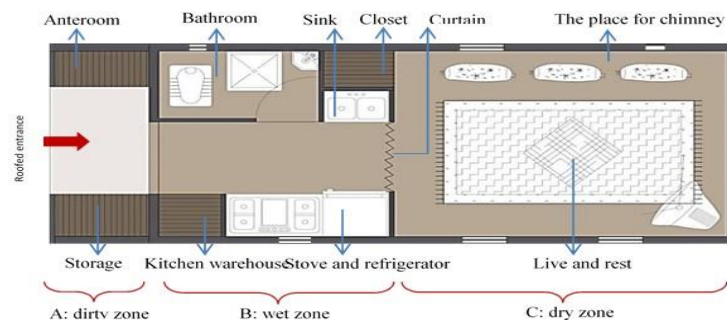 Anteroom Bathroom Sink Closet Curtain The place for chimney
Roofed entrance
Storage Kitchen warehouse Stove and refrigerator Live and rest
A: dirty zone B: wet zone C: dry zone